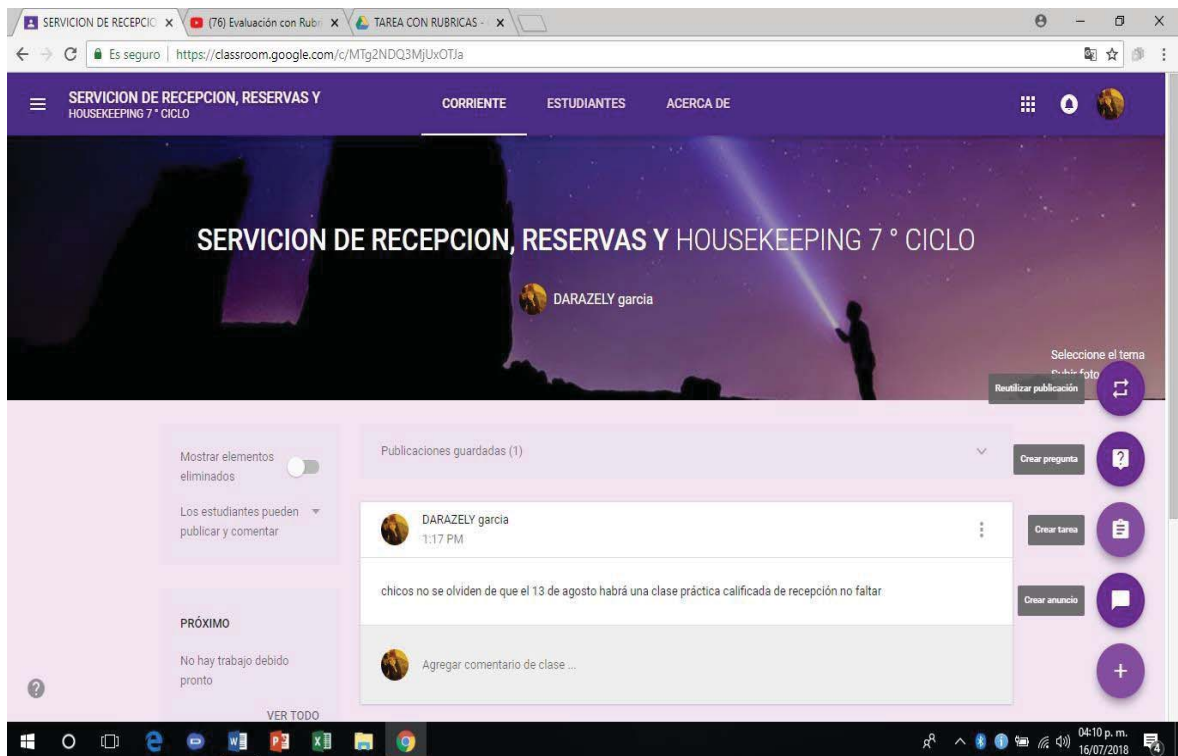 SERVICION DE RECEPCIO
(76) Evaluación con Rubri
TAREA CON RUBRICAS -
Es seguro | https://classroom.google.com/c/MTg2NDQ3MjUxOTJa
SERVICION DE RECEPCION, RESERVAS Y
HOUSEKEEPING 7 ° CICLO
CORRIENTE
ESTUDIANTES
ACERCA DE
SERVICION DE RECEPCION, RESERVAS Y HOUSEKEEPING 7 ° CICLO
DARAZELY garcia
Seleccione el tema
Subir foto
Reutilizar publicación
Mostrar elementos
eliminados
Los estudiantes pueden
publicar y comentar
PRÓXIMO
No hay trabajo debido
pronto
VER TODO
Publicaciones guardadas (1)
DARAZELY garcia
1:17 PM
chicos no se olviden de que el 13 de agosto habrá una clase práctica calificada de recepción no faltar
Agregar comentario de clase ...
Crear pregunta
Crear tarea
Crear anuncio
04:10 p. m.
16/07/2018